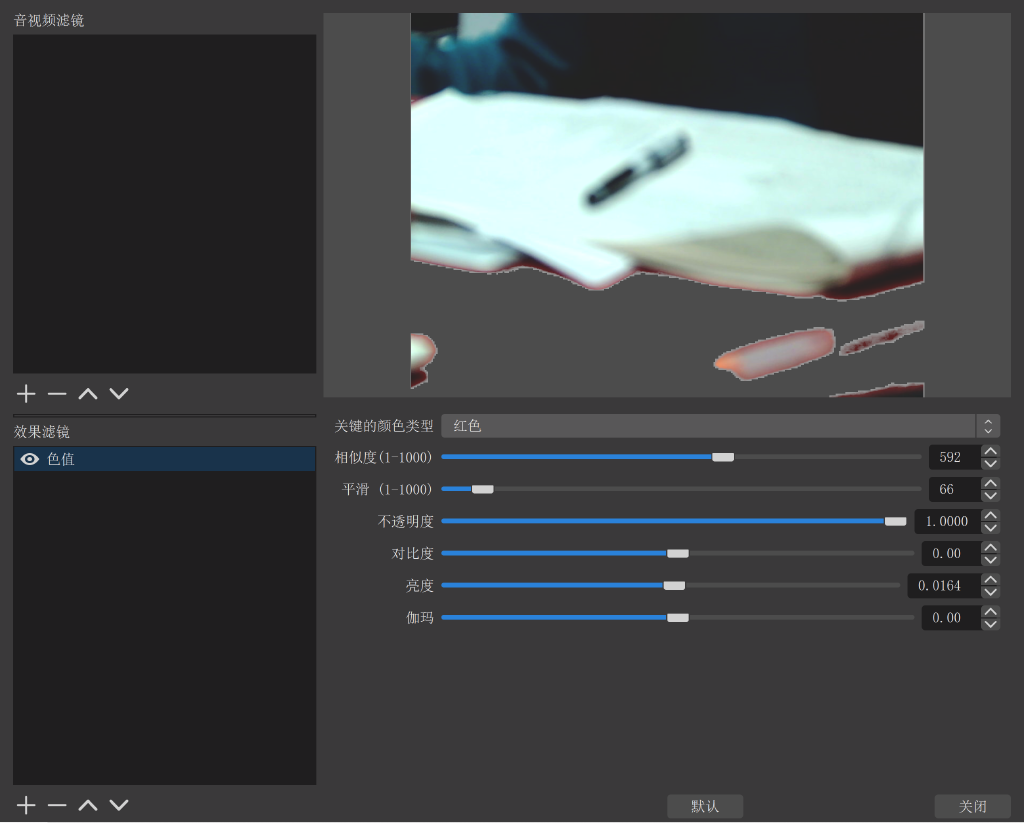 音视频滤镜
效果滤镜
色值
关键的颜色类型 红色
相似度(1-1000) 592
平滑 (1-1000) 66
不透明度 1.0000
对比度 0.00
亮度 0.0164
伽玛 0.00
默认 关闭